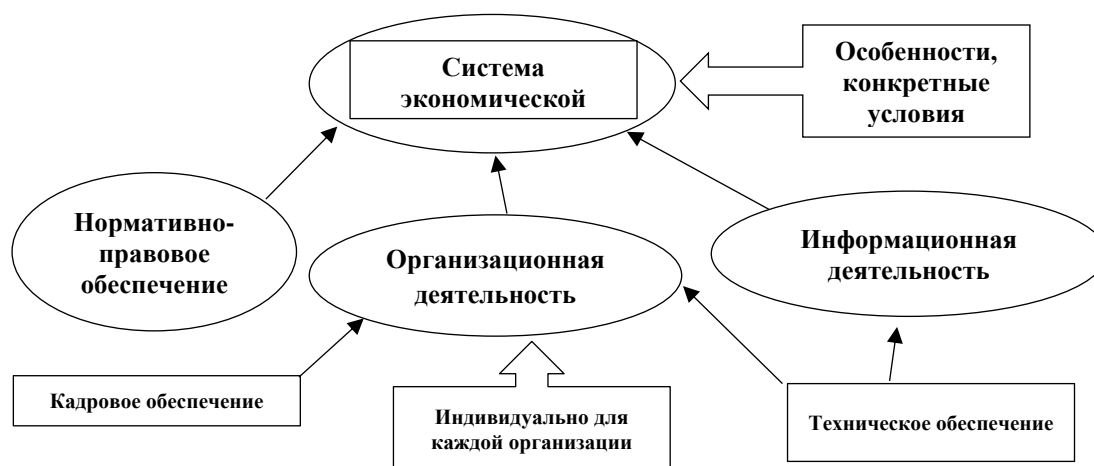 Система
экономической
Особенности,
конкретные
условия
Нормативно-
правовое
обеспечение
Организационная
деятельность
Информационная
деятельность
Кадровое обеспечение
Индивидуально для
каждой организации
Техническое обеспечение